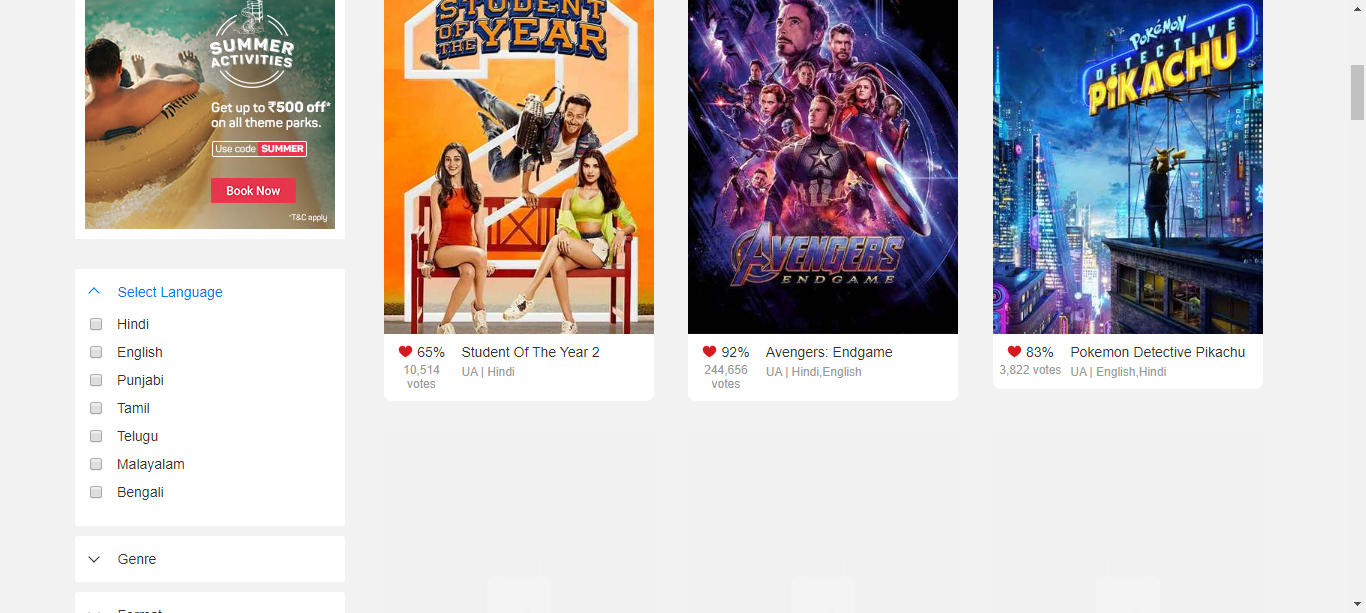 SUMMER
ACTIVITIES
Get up to ₹500 off*
on all theme parks.
Use code SUMMER
Book Now
*T&C apply
Select Language
Hindi
English
Punjabi
Tamil
Telugu
Malayalam
Bengali
Genre
Format
STUDENT
OF THE YEAR
2
65%
10,514
votes
Student Of The Year 2
UA | Hindi
AVENGERS
ENDGAME
92%
244,656
votes
Avengers: Endgame
UA | Hindi,English
POKÉMON
DETECTIVE
PIKACHU
83%
3,822 votes
Pokemon Detective Pikachu
UA | English,Hindi